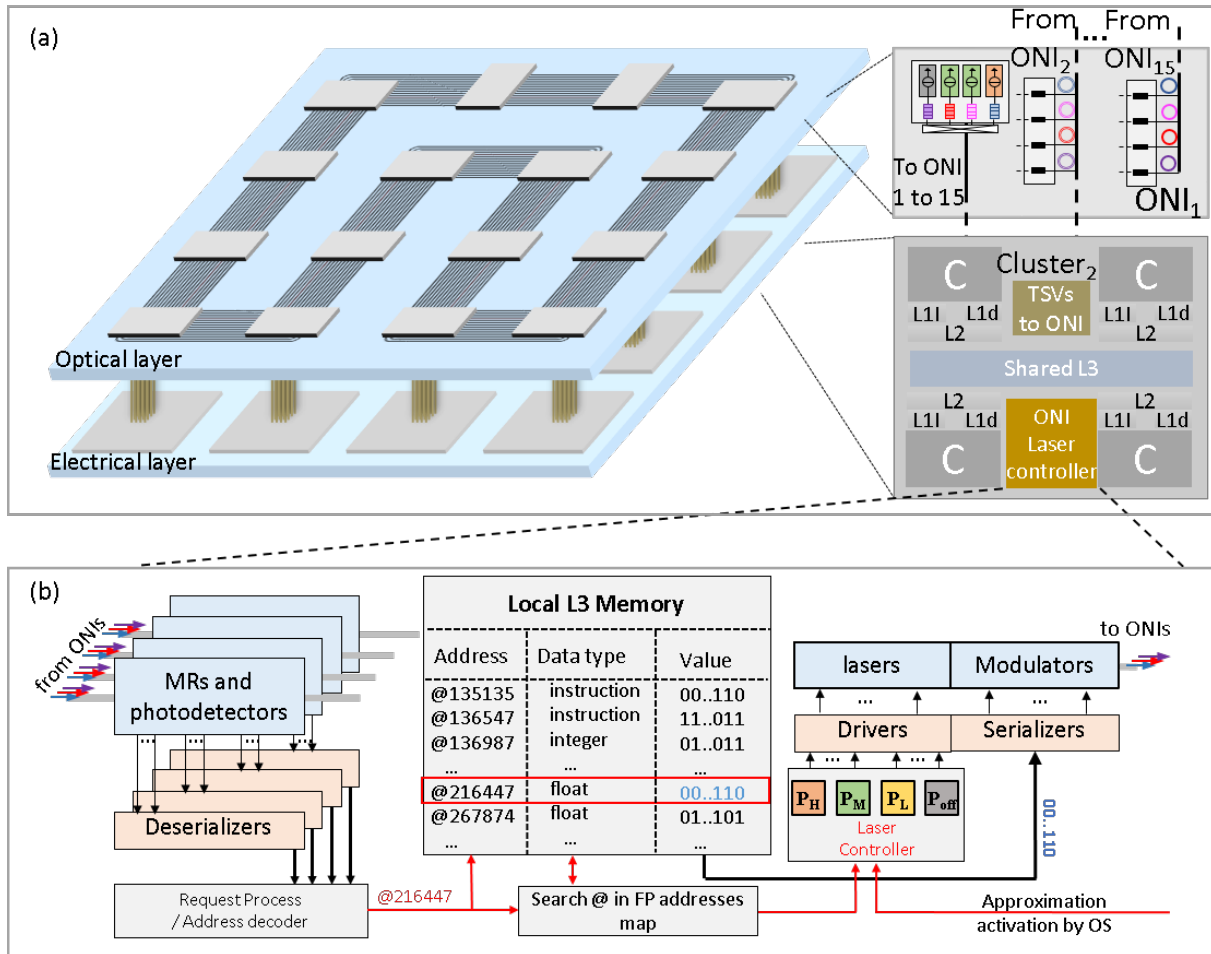 (a)
From ... From
ONI2
ONI15
To ONI
1 to 15
ONI1
Optical layer
Electrical layer
C
Cluster2
C
TSVs
to ONI
L1I
L1d
L2
L1I
L1d
L2
Shared L3
L2
L1I
L1d
L2
L1I
L1d
C
ONI
Laser
controller
C
(b)
from ONIs
MRs and
photodetectors
...
...
...
...
Deserializers
Request Process
/ Address decoder
@216447
Local L3 Memory
Address Data type Value
@135135 instruction 00..110
@136547 instruction 11..011
@136987 integer 01..011
... ... ...
@216447 float 00..110
@267874 float 01..101
... ... ...
Search @ in FP addresses
map
to ONIs
lasers Modulators
... ...
Drivers Serializers
... ...
PH PM PL Poff
Laser
Controller
00..110
Approximation
activation by OS